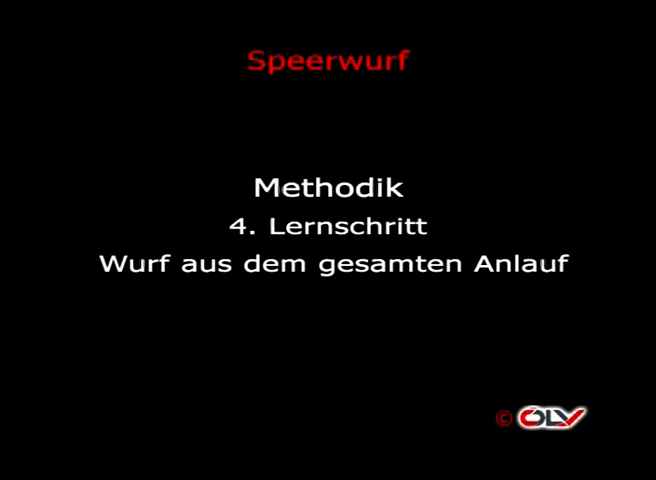 Speerwurf
Methodik
4. Lernschritt
Wurf aus dem gesamten Anlauf
© ÖLV